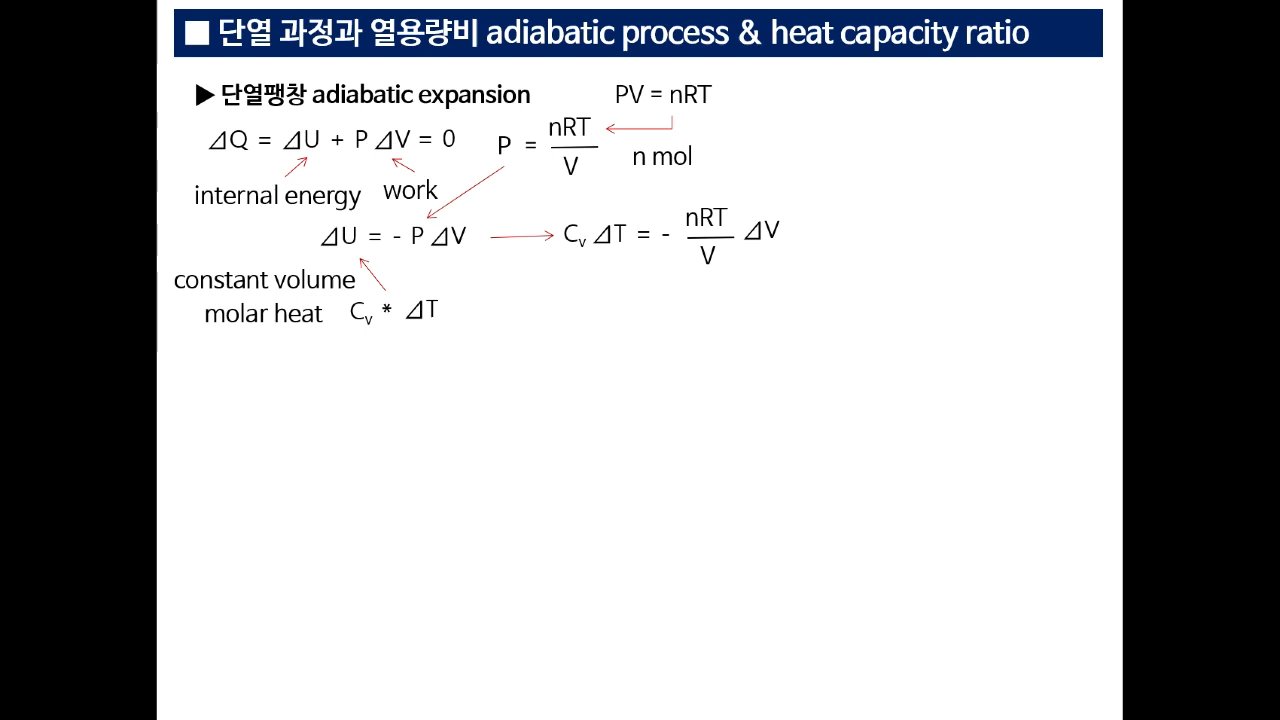 ■ 단열 과정과 열용량비 adiabatic process & heat capacity ratio
▶ 단열팽창 adiabatic expansion
PV = nRT
⊿Q = ⊿U + P ⊿V = 0
P = nRT / V
n mol
internal energy
work
⊿U = - P ⊿V
Cv ⊿T = - nRT / V ⊿V
constant volume
molar heat
Cv * ⊿T